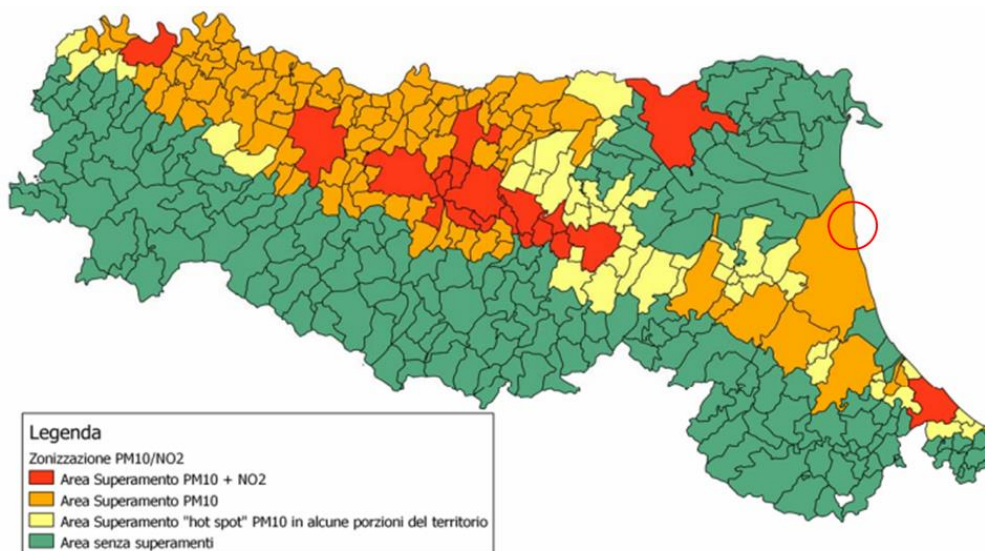 Legenda
Zonizzazione PM10/NO2
Area Superamento PM10 + NO2
Area Superamento PM10
Area Superamento "hot spot" PM10 in alcune porzioni del territorio
Area senza superamenti